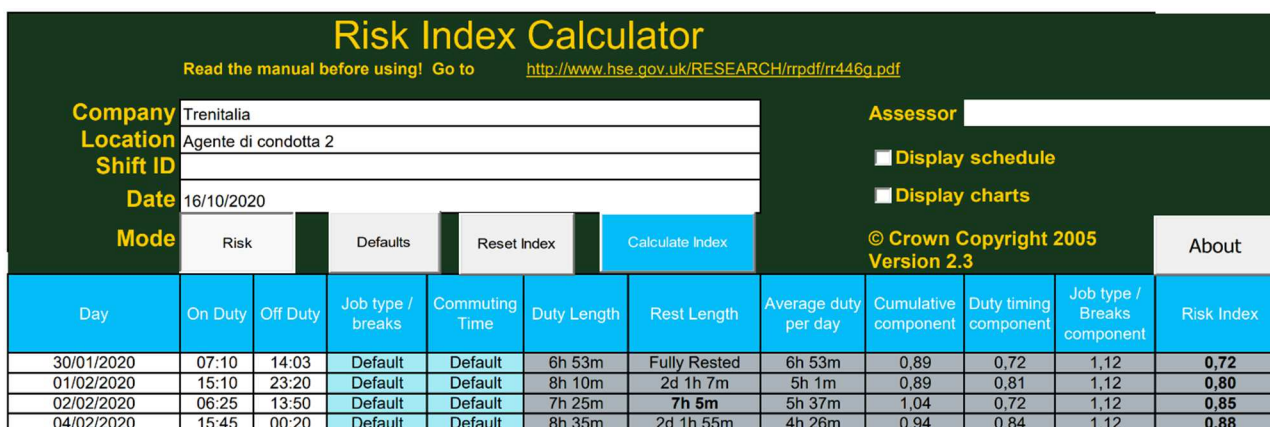 Risk Index Calculator
Read the manual before using! Go to http://www.hse.gov.uk/RESEARCH/rrpdf/rr446g.pdf
Company Trenitalia Assessor
Location Agente di condotta 2
Shift ID Display schedule
Date 16/10/2020 Display charts
Mode Risk Defaults Reset Index Calculate Index © Crown Copyright 2005 Version 2.3 About
Day On Duty Off Duty Job type / breaks Commuting Time Duty Length Rest Length Average duty per day Cumulative component Duty timing component Job type / Breaks component Risk Index
30/01/2020 07:10 14:03 Default Default 6h 53m Fully Rested 6h 53m 0,89 0,72 1,12 0,72
01/02/2020 15:10 23:20 Default Default 8h 10m 2d 1h 7m 5h 1m 0,89 0,81 1,12 0,80
02/02/2020 06:25 13:50 Default Default 7h 25m 7h 5m 5h 37m 1,04 0,72 1,12 0,85
04/02/2020 15:45 00:20 Default Default 8h 35m 2d 1h 55m 4h 26m 0,94 0,84 1,12 0,88